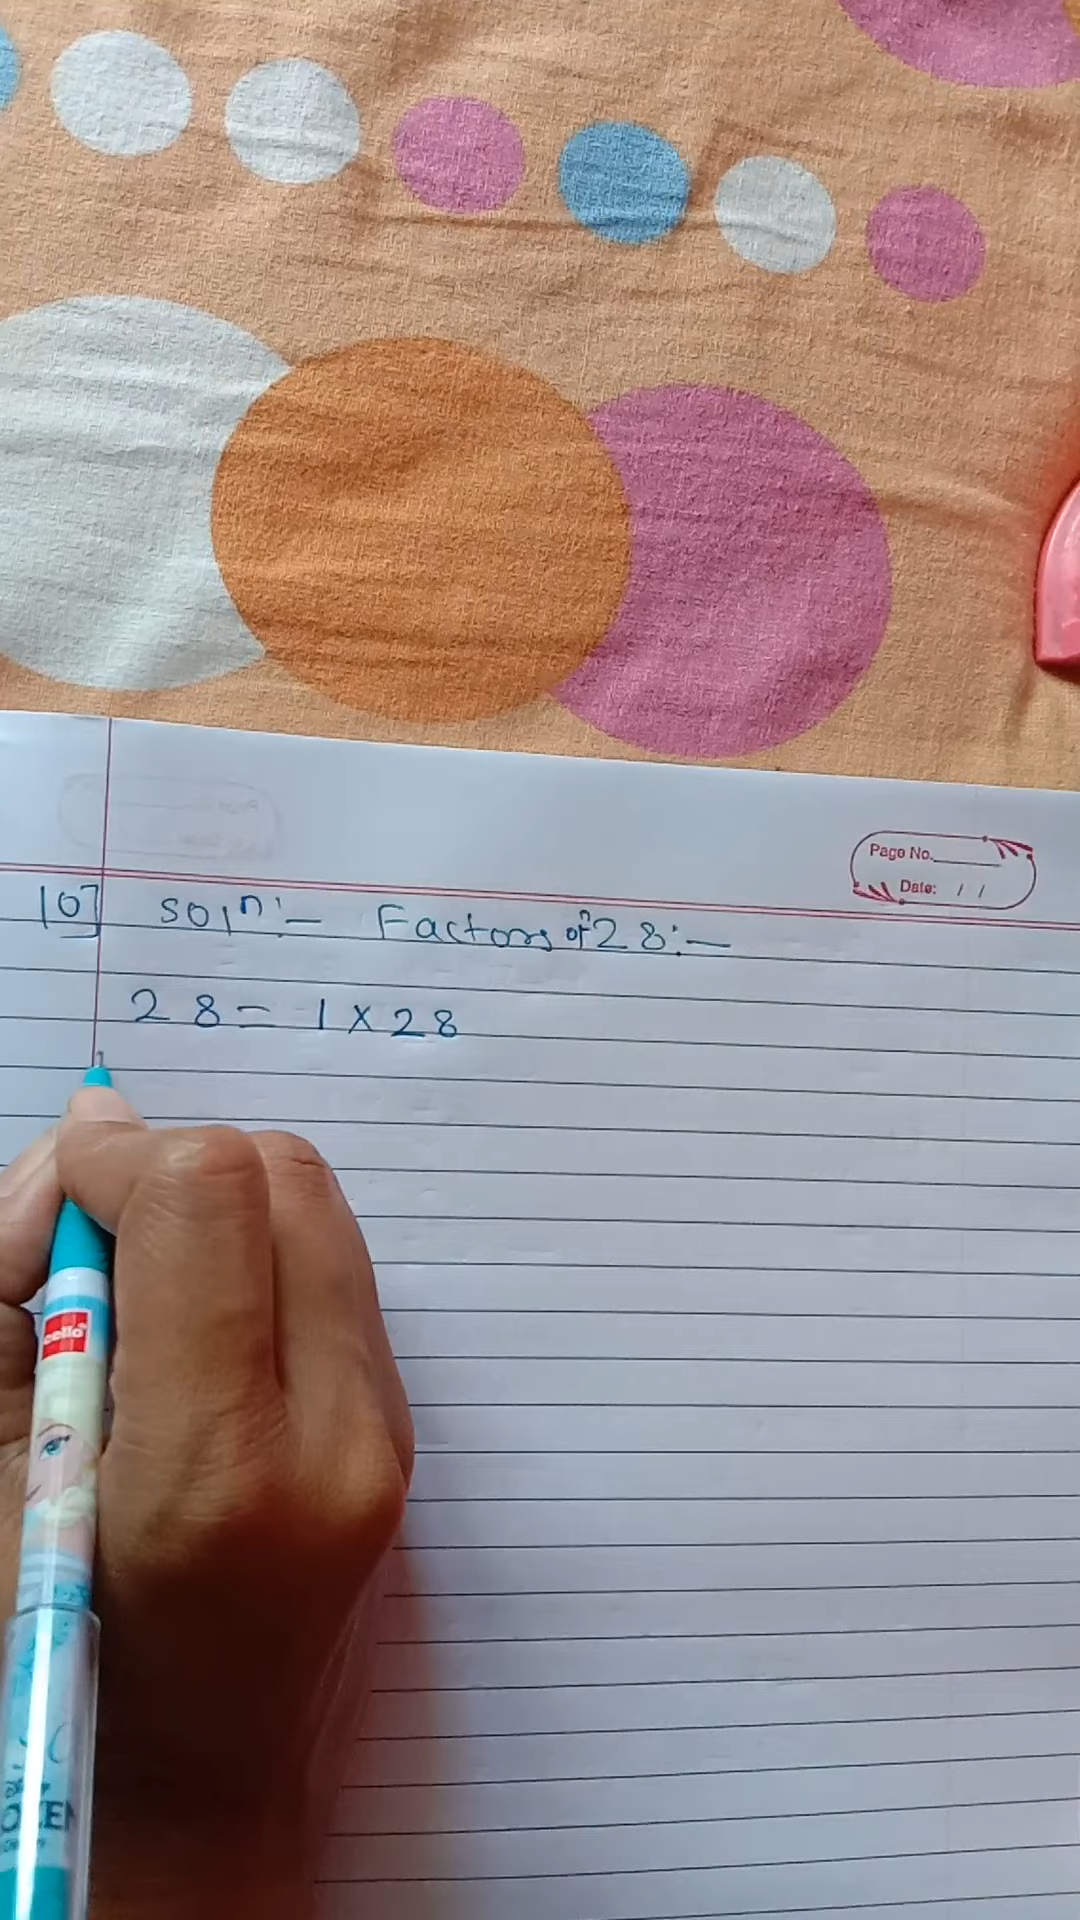 Page No.
Date: / /
10] Soln:- Factors of 28:-
28 = 1 × 28
cello